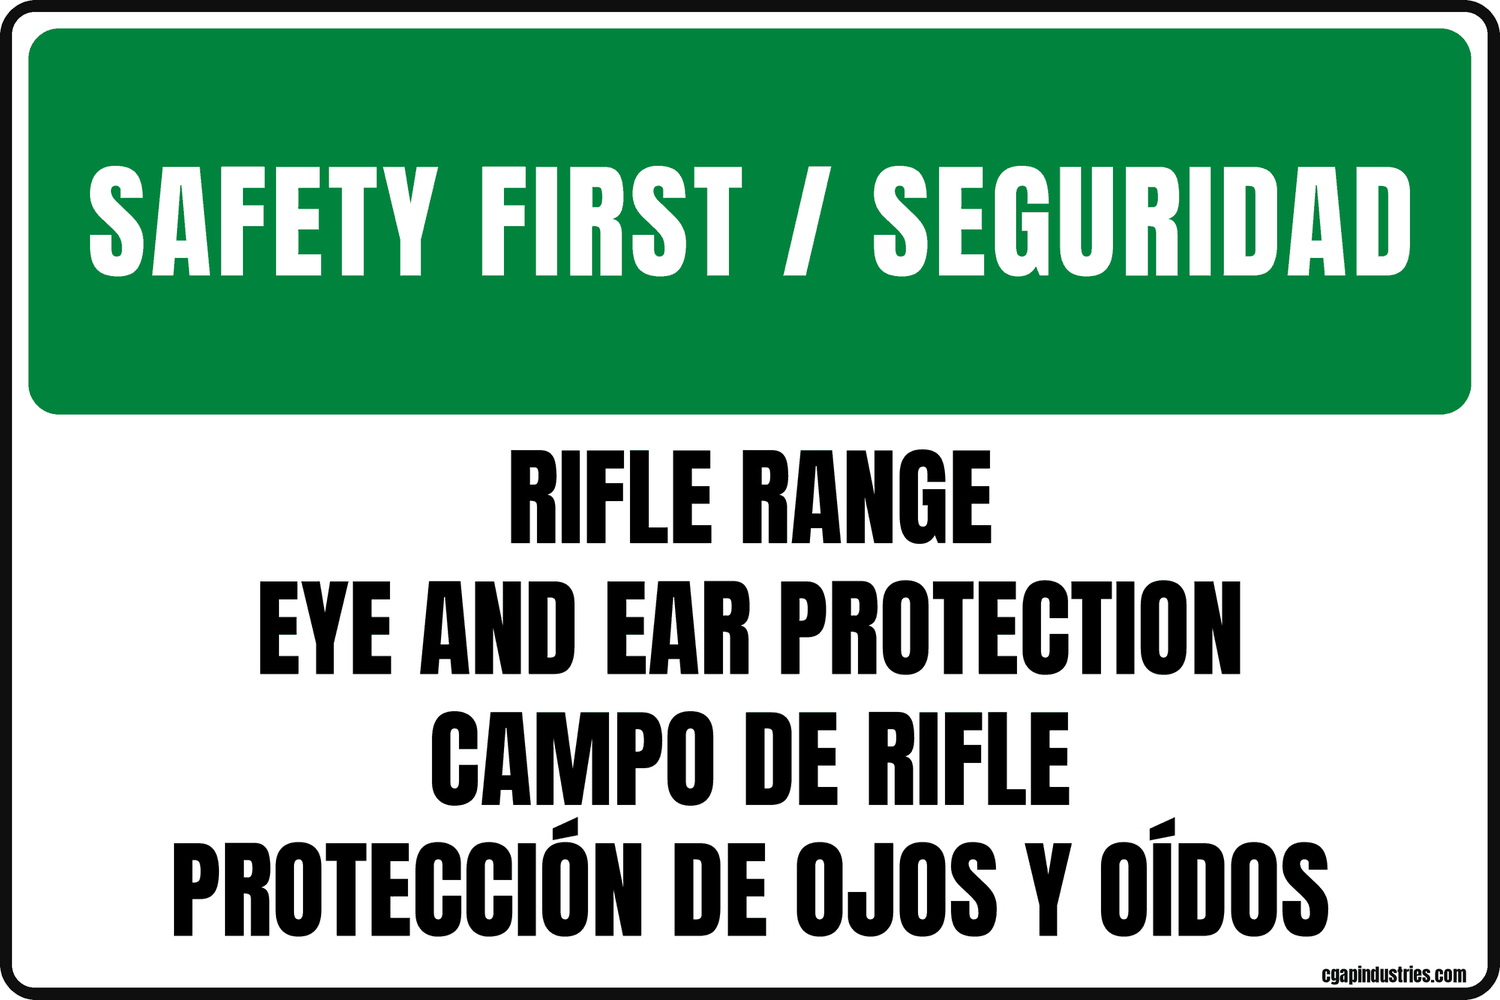 SAFETY FIRST / SEGURIDAD
RIFLE RANGE
EYE AND EAR PROTECTION
CAMPO DE RIFLE
PROTECCIÓN DE OJOS Y OÍDOS
cgapindustries.com